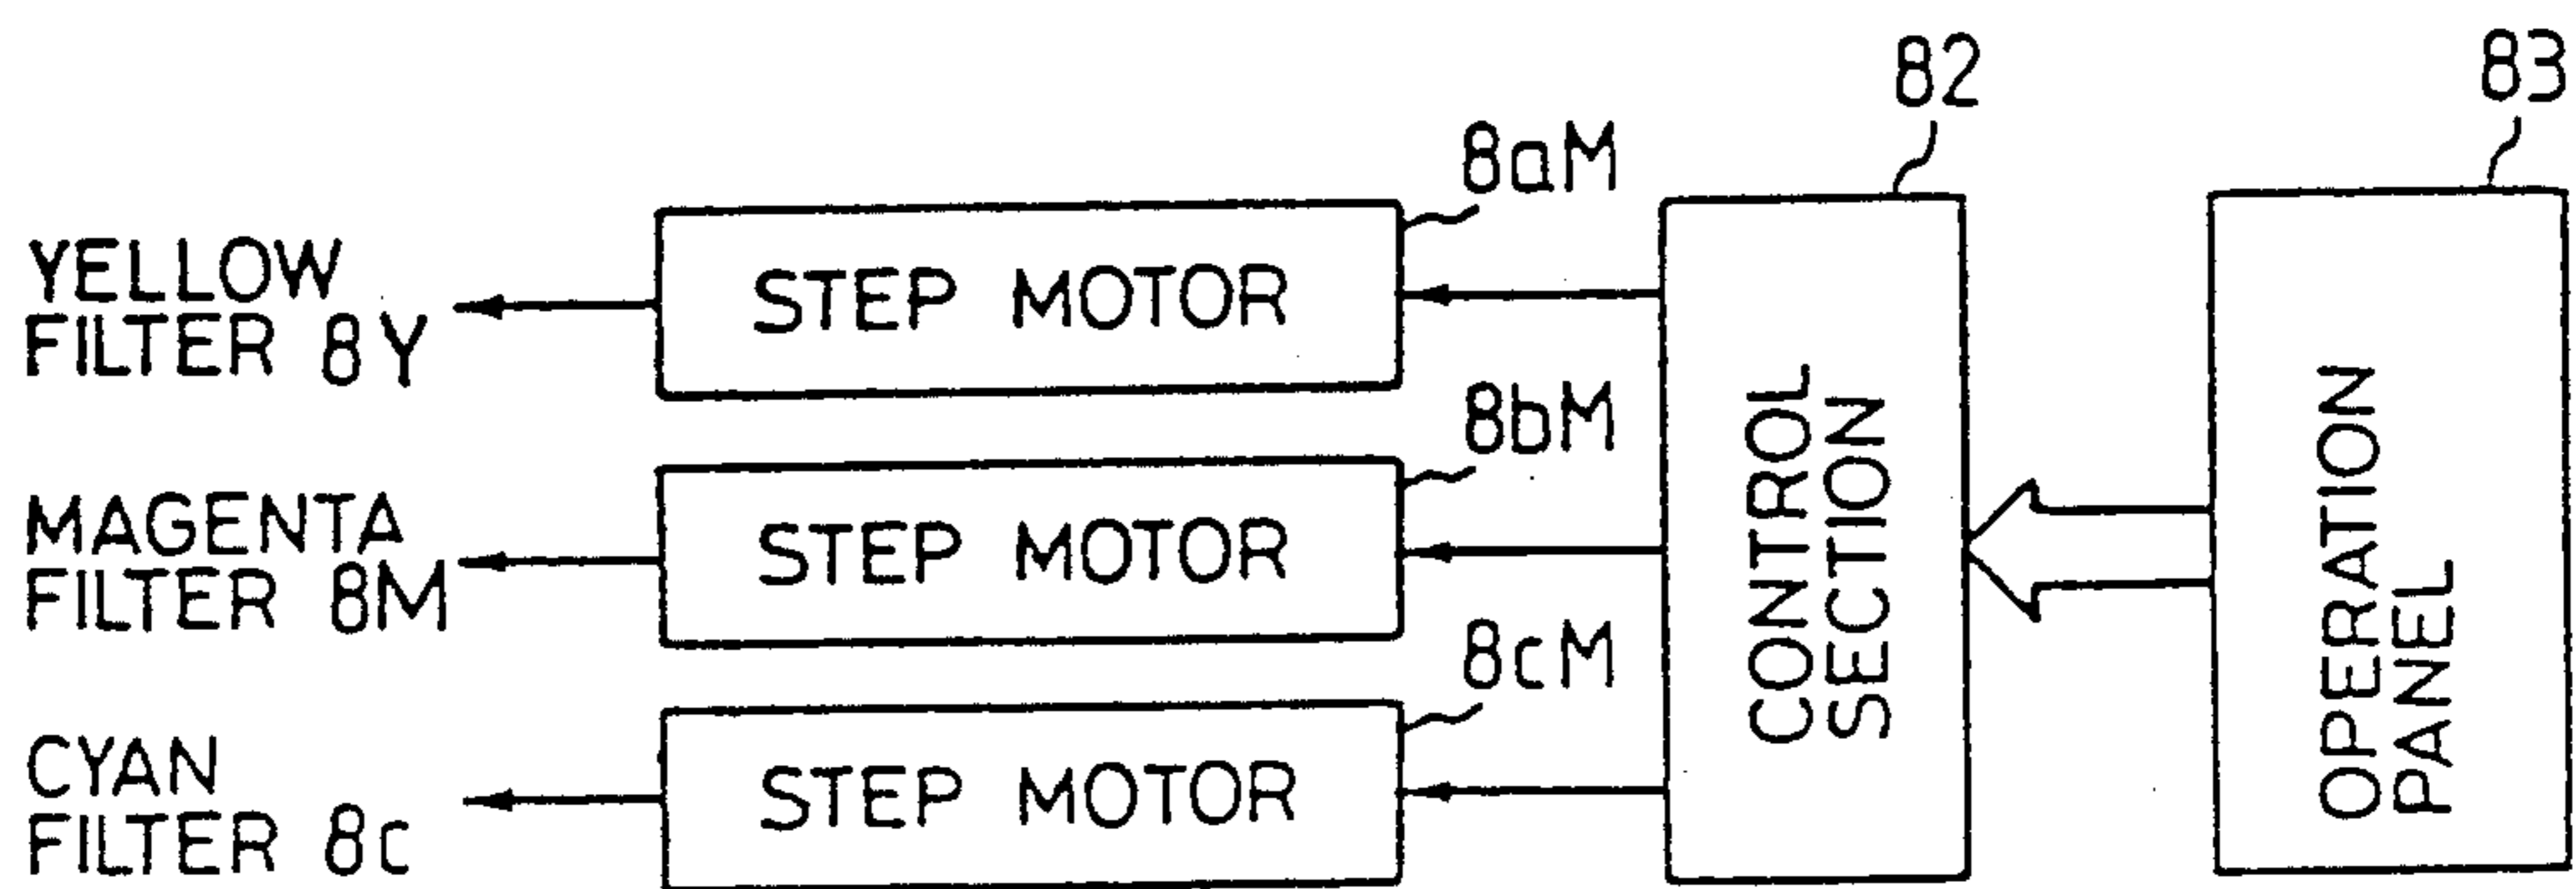 82
83
8aM
YELLOW
FILTER 8Y
STEP MOTOR
8bM
MAGENTA
FILTER 8M
STEP MOTOR
8cM
CYAN
FILTER 8c
STEP MOTOR
CONTROL
SECTION
OPERATION
PANEL